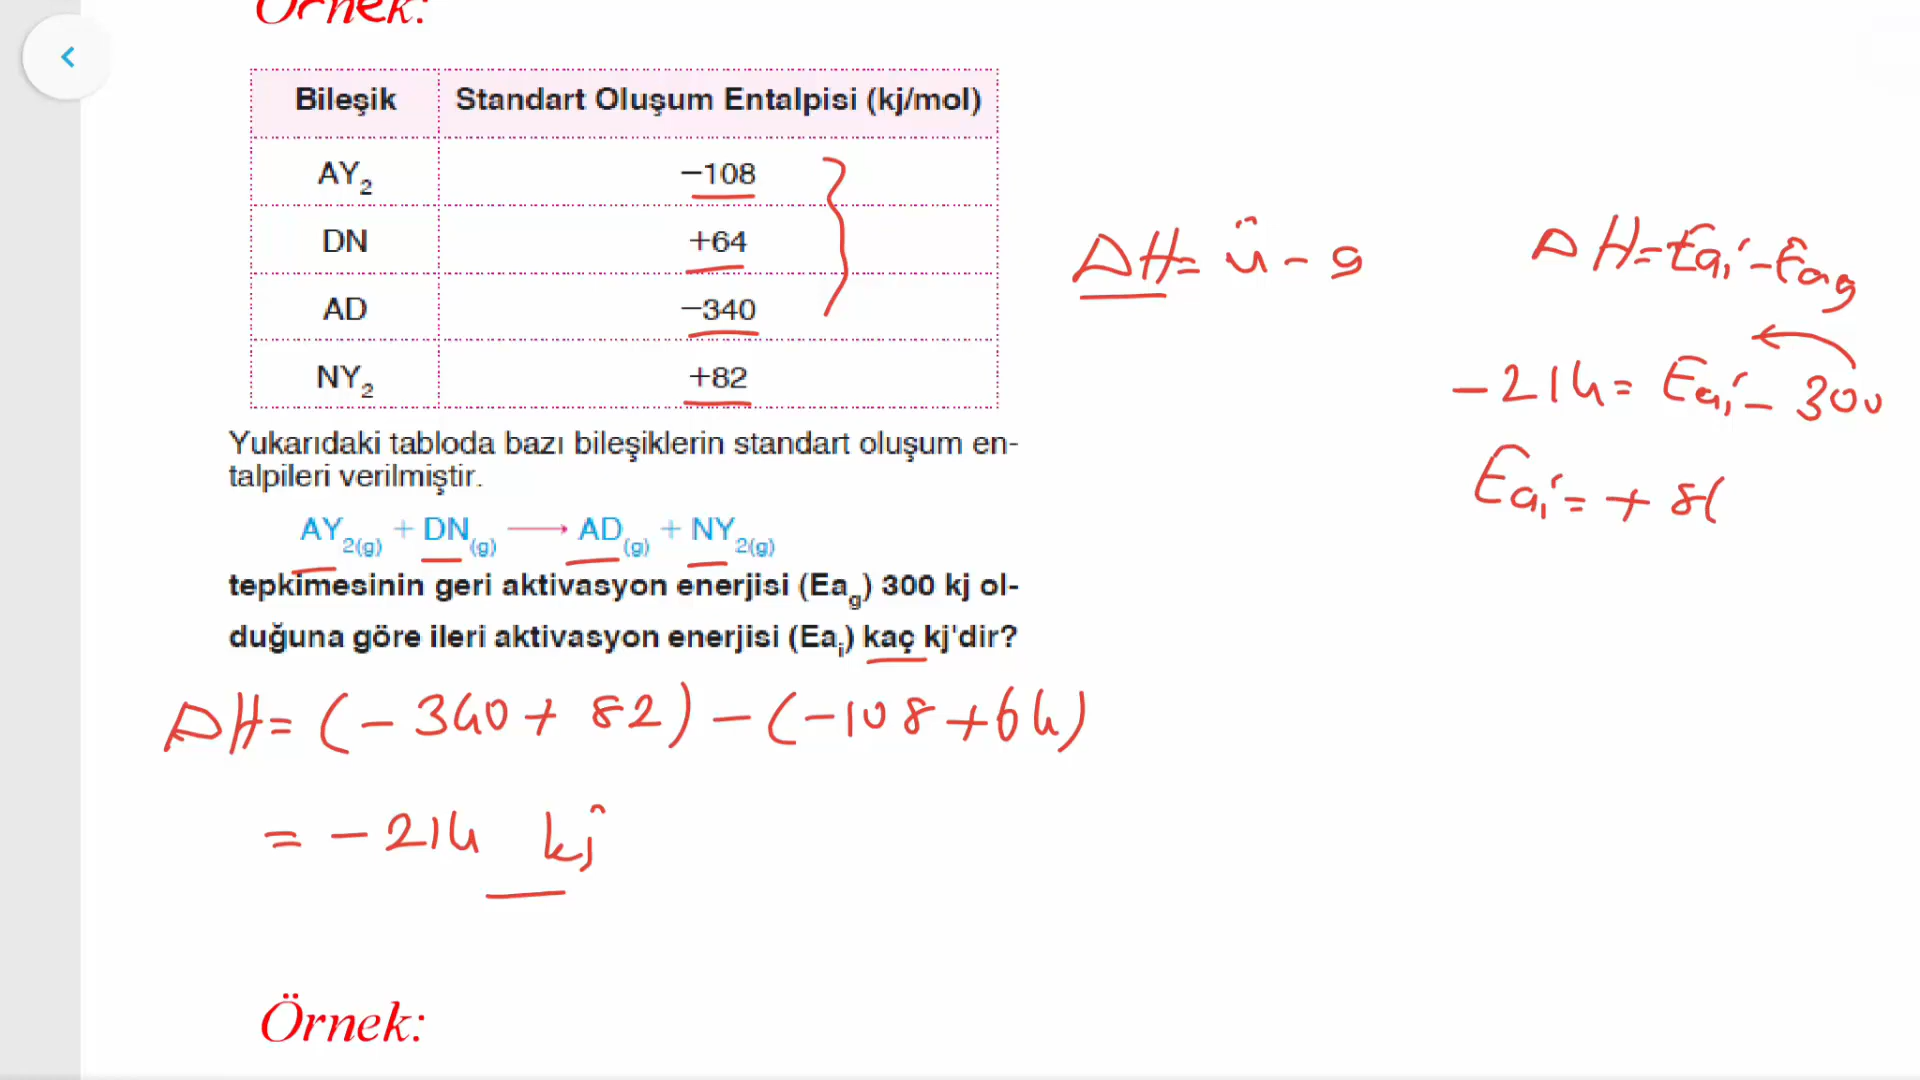 Örnek:
Bileşik Standart Oluşum Entalpisi (kj/mol)
AY₂ −108
DN +64
AD −340
NY₂ +82
Yukarıdaki tabloda bazı bileşiklerin standart oluşum en-
talpileri verilmiştir.
AY₂(g) + DN(g) ⟶ AD(g) + NY₂(g)
tepkimesinin geri aktivasyon enerjisi (Ea_g) 300 kj ol-
duğuna göre ileri aktivasyon enerjisi (Ea_i) kaç kj'dir?
ΔH= (−340+ 82) − (−108+64)
= −214 kj
ΔH= ü − g
ΔH=Eai − Eag
−214= Eai − 300
Eai = + 8
Örnek: